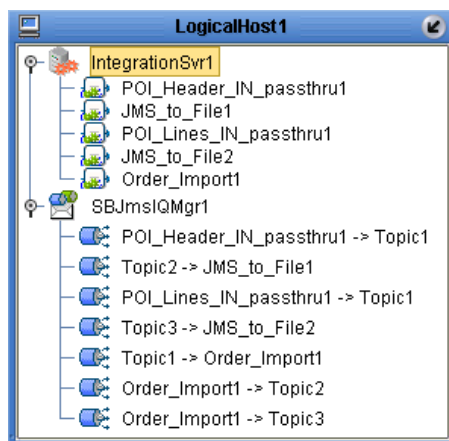 LogicalHost1
IntegrationSvr1
POI_Header_IN_passthru1
JMS_to_File1
POI_Lines_IN_passthru1
JMS_to_File2
Order_Import1
SBJmsIQMgr1
POI_Header_IN_passthru1 -> Topic1
Topic2 -> JMS_to_File1
POI_Lines_IN_passthru1 -> Topic1
Topic3 -> JMS_to_File2
Topic1 -> Order_Import1
Order_Import1 -> Topic2
Order_Import1 -> Topic3